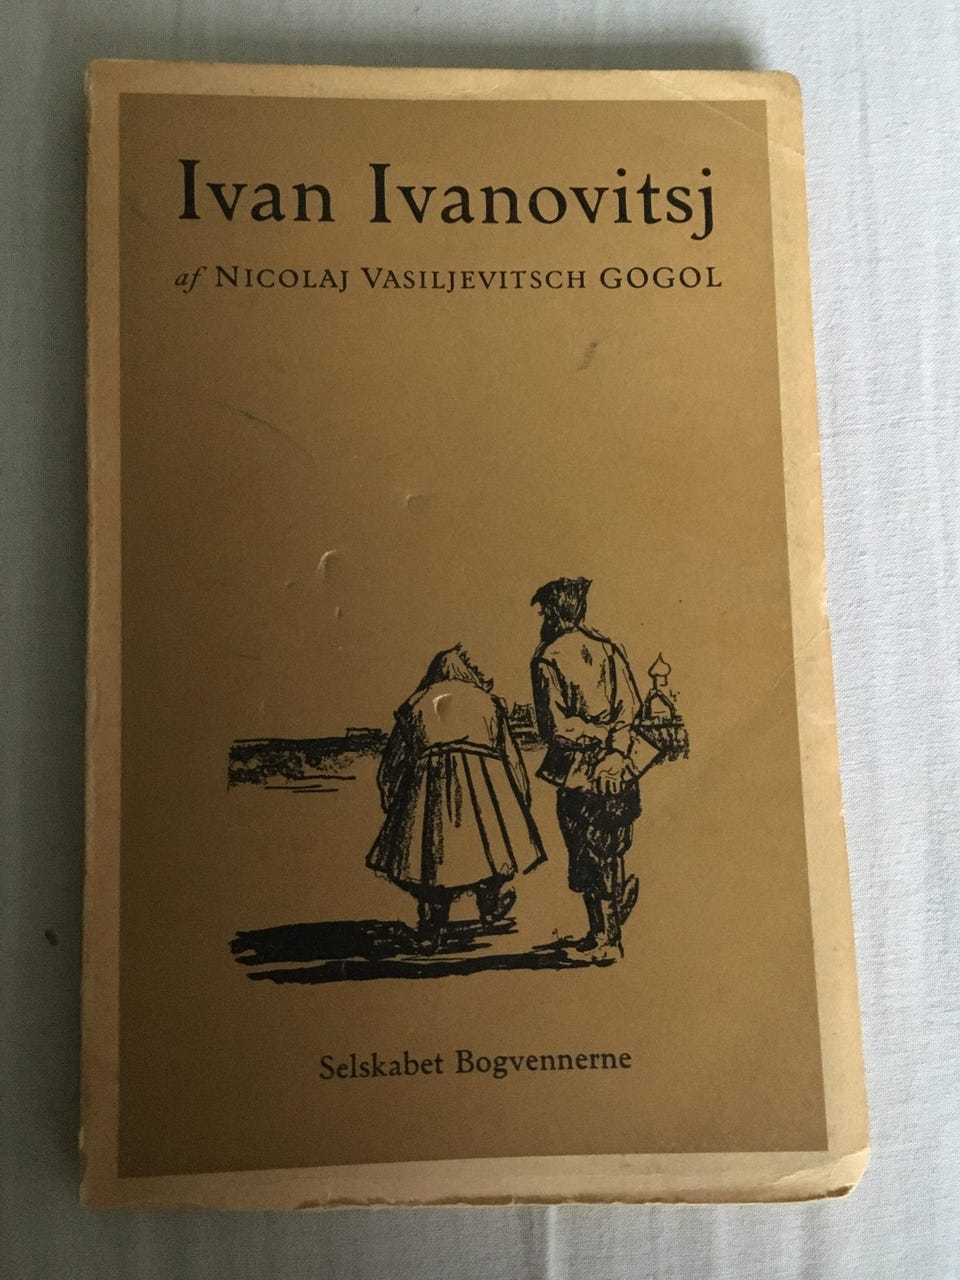 Ivan Ivanovitsj
af NICOLAJ VASILJEVITSCH GOGOL
Selskabet Bogvennerne